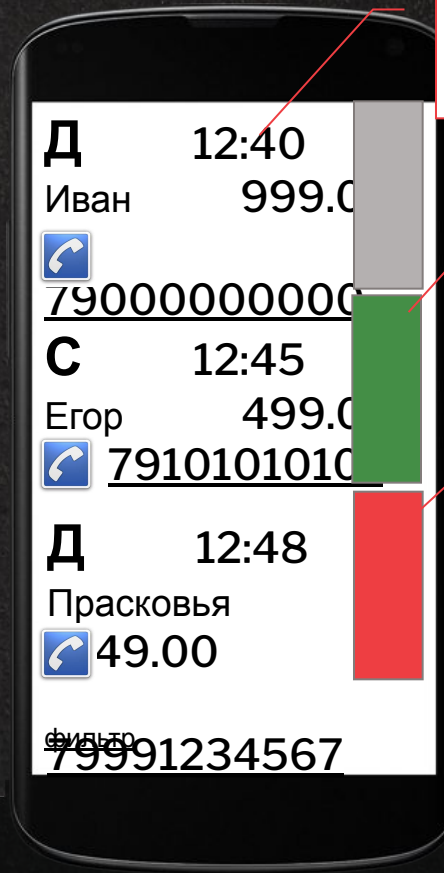 Д 12:40
Иван 999.0
79000000000
С 12:45
Егор 499.0
7910101010
Д 12:48
Прасковья
49.00
фильтр
79991234567